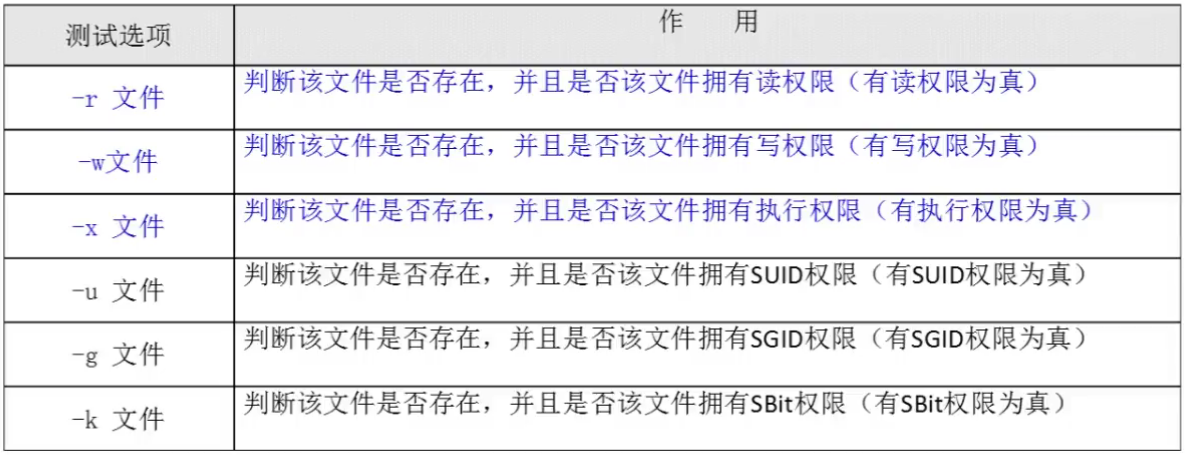 测试选项
作 用
-r 文件
判断该文件是否存在，并且是否该文件拥有读权限（有读权限为真）
-w文件
判断该文件是否存在，并且是否该文件拥有写权限（有写权限为真）
-x 文件
判断该文件是否存在，并且是否该文件拥有执行权限（有执行权限为真）
-u 文件
判断该文件是否存在，并且是否该文件拥有SUID权限（有SUID权限为真）
-g 文件
判断该文件是否存在，并且是否该文件拥有SGID权限（有SGID权限为真）
-k 文件
判断该文件是否存在，并且是否该文件拥有SBit权限（有SBit权限为真）